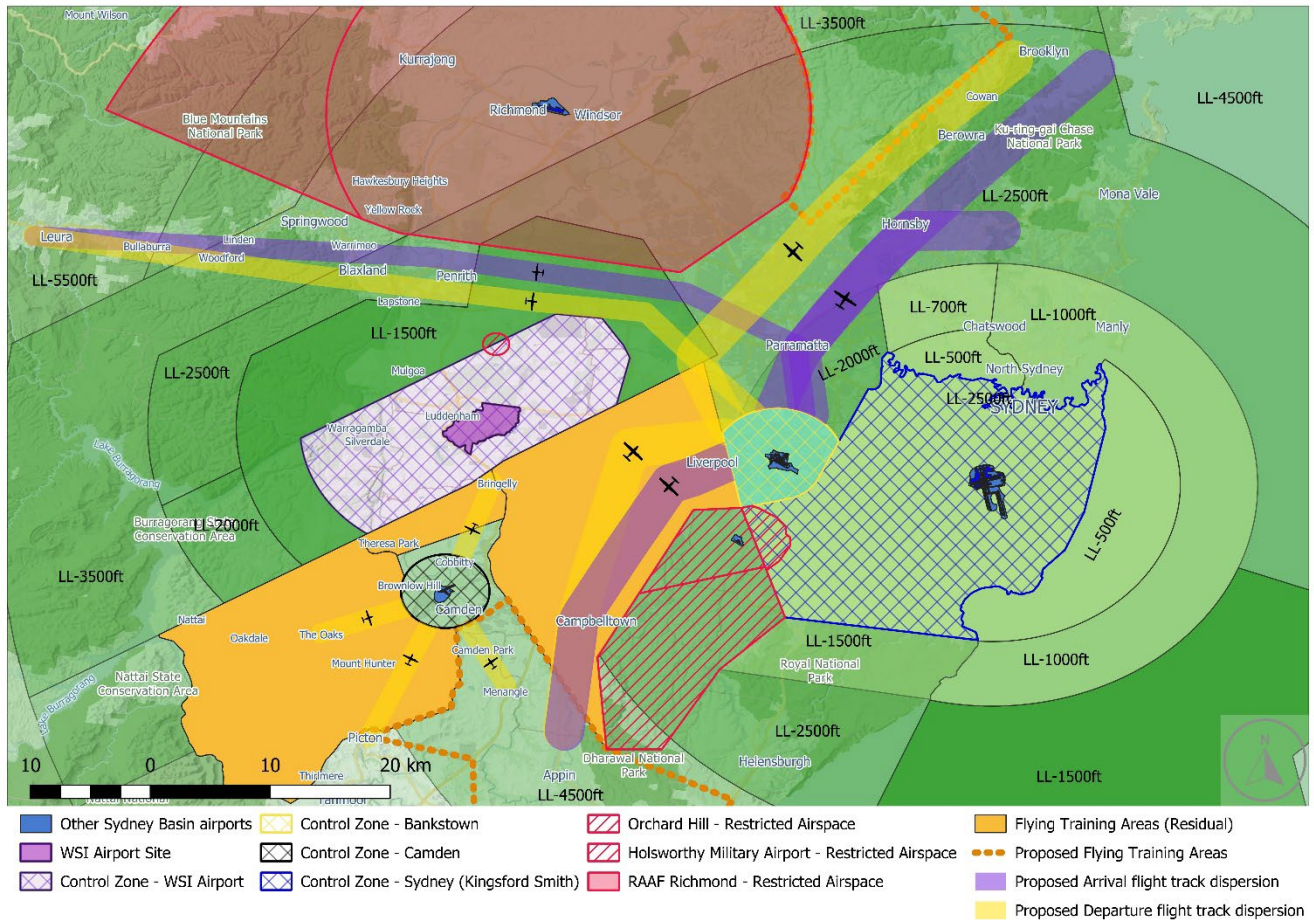 Mount Wilson
LL-3500ft
Brooklyn
Kurrajong
Cowan
LL-4500ft
Richmond
Windsor
Blue Mountains
National Park
Berowra
Ku-ring-gai Chase
National Park
Hawkesbury Heights
LL-2500ft
Mona Vale
Yellow Rock
Springwood
Hornsby
Leura
Linden
Warrimoo
Bullaburra
Woodford
Blaxland
Penrith
LL-5500ft
Lapstone
LL-700ft
LL-1000ft
LL-1500ft
Chatswood
Manly
Parramatta
LL-2000ft
LL-500ft
LL-2500ft
Mulgoa
North Sydney
LL-2500ft
SYDNEY
Luddenham
Warragamba
Silverdale
Lake Burragorang
Liverpool
Bringelly
Burragorang State
Conservation Area
LL-2000ft
LL-500ft
Theresa Park
LL-3500ft
Cobbitty
Brownlow Hill
Camden
Nattai
Campbelltown
Oakdale
The Oaks
LL-1500ft
Camden Park
LL-1000ft
Mount Hunter
Royal National
Park
Nattai State
Conservation Area
Menangle
Lake Burragorang
LL-2500ft
Picton
Dharawal National
Park
Helensburgh
N
10 0 10 20 km
Thirlmere
Appin
LL-1500ft
LL-4500ft
Other Sydney Basin airports
Control Zone - Bankstown
Orchard Hill - Restricted Airspace
Flying Training Areas (Residual)
WSI Airport Site
Control Zone - Camden
Holsworthy Military Airport - Restricted Airspace
Proposed Flying Training Areas
Control Zone - WSI Airport
Control Zone - Sydney (Kingsford Smith)
RAAF Richmond - Restricted Airspace
Proposed Arrival flight track dispersion
Proposed Departure flight track dispersion